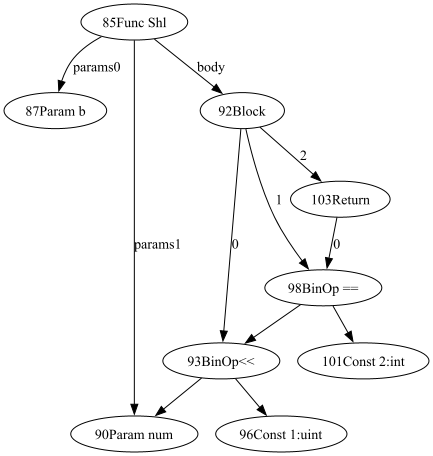 85Func Shl
params0
body
87Param b
92Block
2
103Return
params1
0
1
0
98BinOp ==
93BinOp<<
101Const 2:int
90Param num
96Const 1:uint